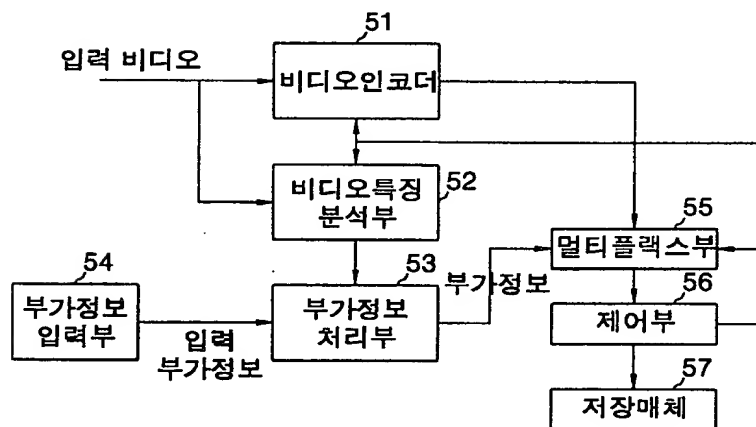 51
입력 비디오
비디오인코더
비디오특징
분석부
52
55
멀티플랙스부
54
부가정보
입력부
53
부가정보
처리부
입력
부가정보
부가정보
56
제어부
57
저장매체